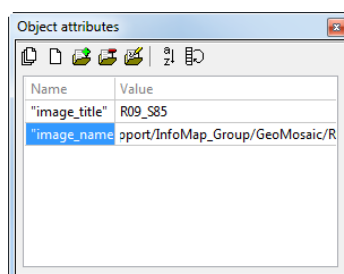 Object attributes
Name Value
"image_title" R09_S85
"image_name pport/InfoMap_Group/GeoMosaic/R